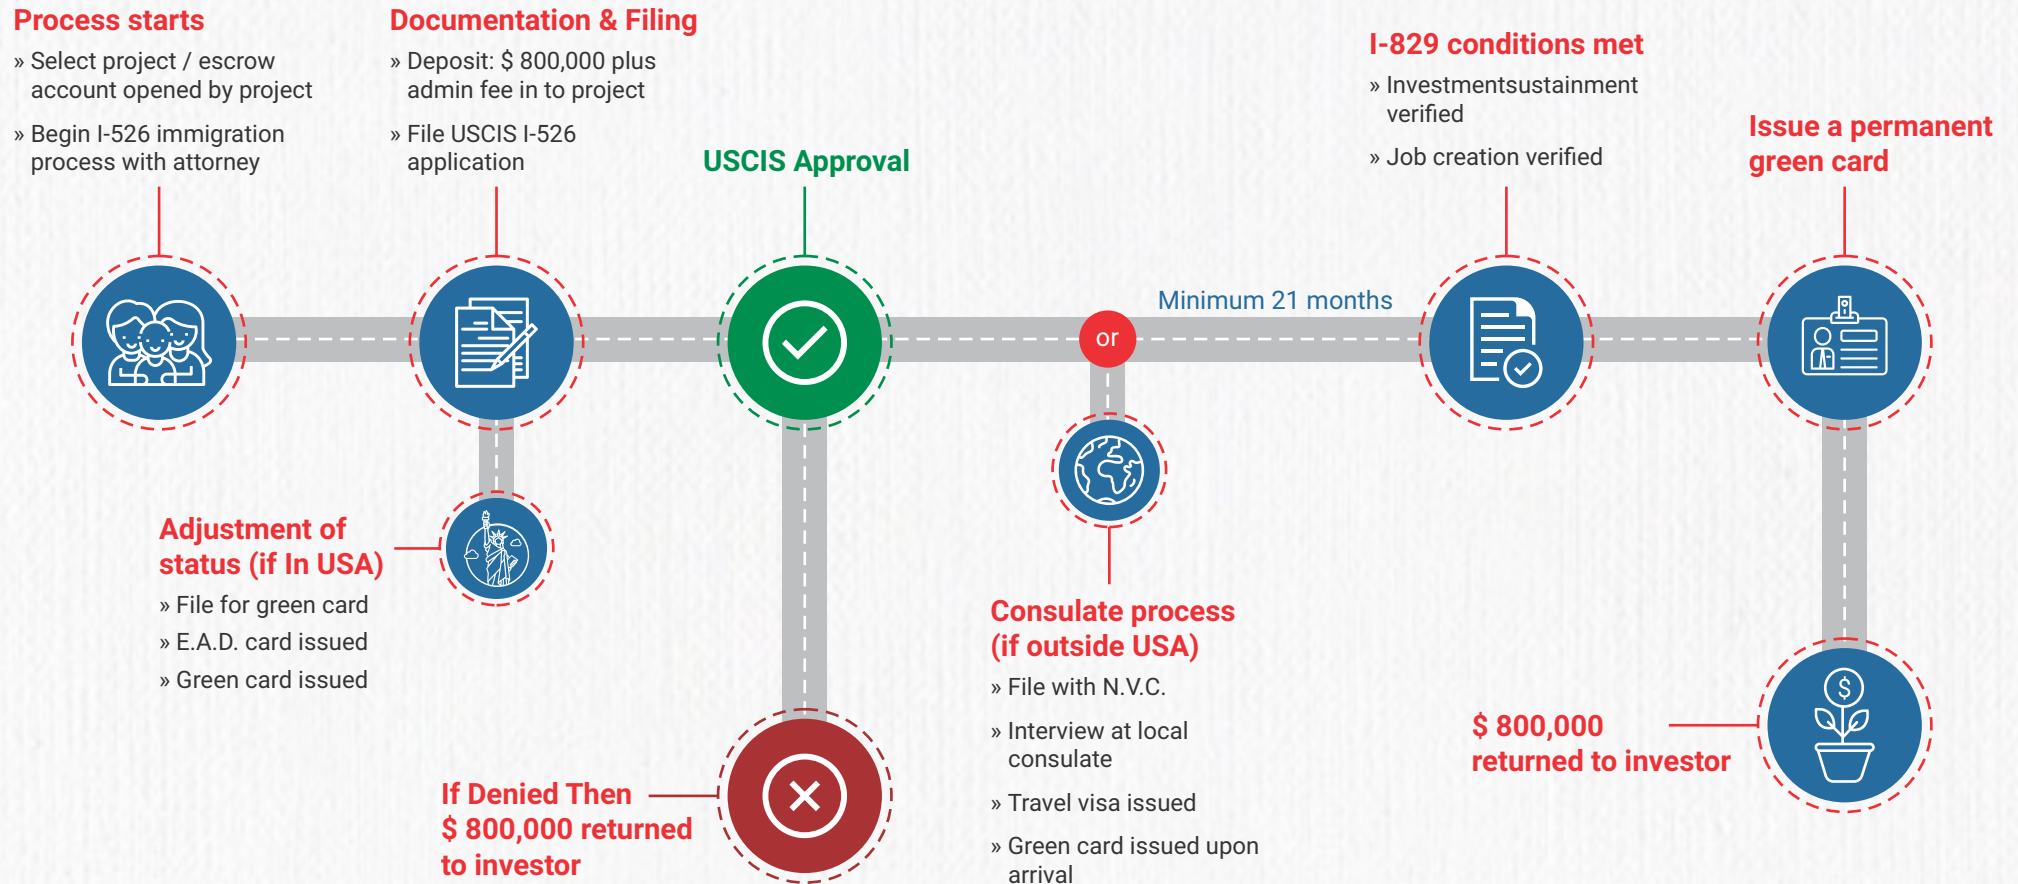 Process starts
» Select project / escrow
account opened by project
» Begin I-526 immigration
process with attorney
Documentation & Filing
» Deposit: $ 800,000 plus
admin fee in to project
» File USCIS I-526
application
USCIS Approval
I-829 conditions met
» Investmentsustainment
verified
» Job creation verified
Issue a permanent
green card
Minimum 21 months
or
Adjustment of
status (if In USA)
» File for green card
» E.A.D. card issued
» Green card issued
If Denied Then
$ 800,000 returned
to investor
Consulate process
(if outside USA)
» File with N.V.C.
» Interview at local
consulate
» Travel visa issued
» Green card issued upon
arrival
$
$ 800,000
returned to investor